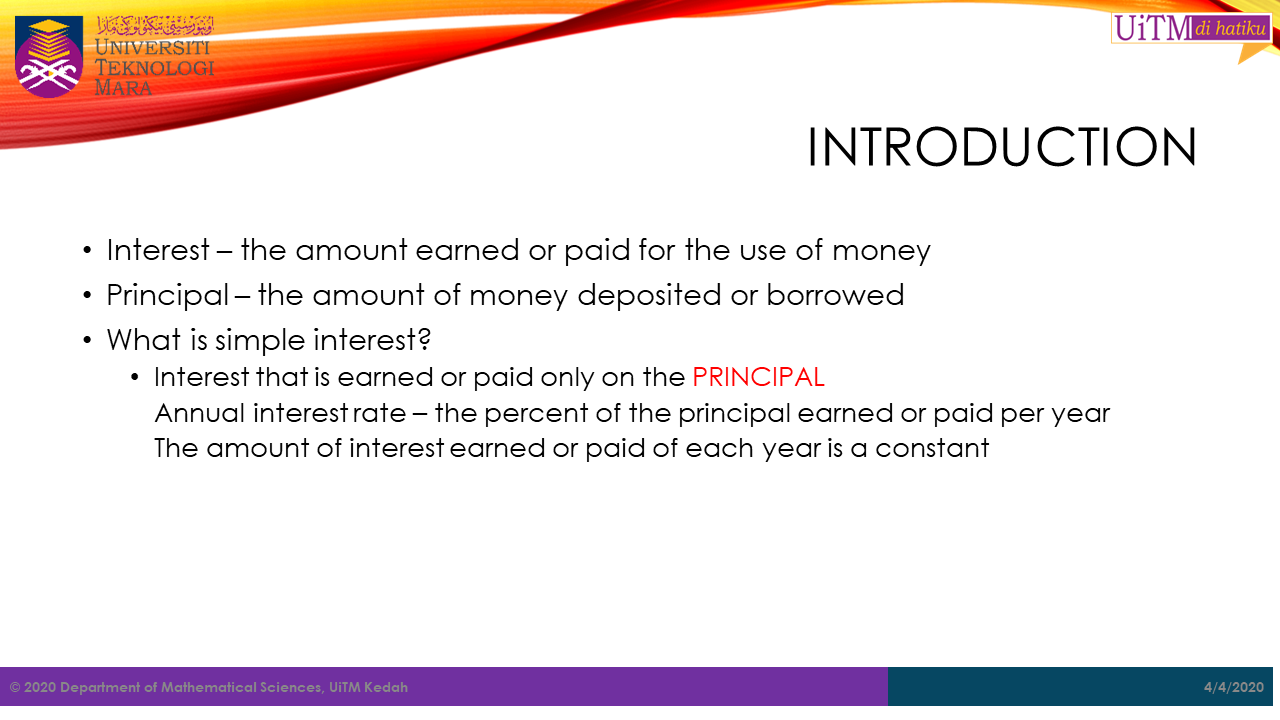 UNIVERSITI
TEKNOLOGI
MARA
UiTM di hatiku
INTRODUCTION
• Interest – the amount earned or paid for the use of money
• Principal – the amount of money deposited or borrowed
• What is simple interest?
• Interest that is earned or paid only on the PRINCIPAL
Annual interest rate – the percent of the principal earned or paid per year
The amount of interest earned or paid of each year is a constant
© 2020 Department of Mathematical Sciences, UiTM Kedah
4/4/2020